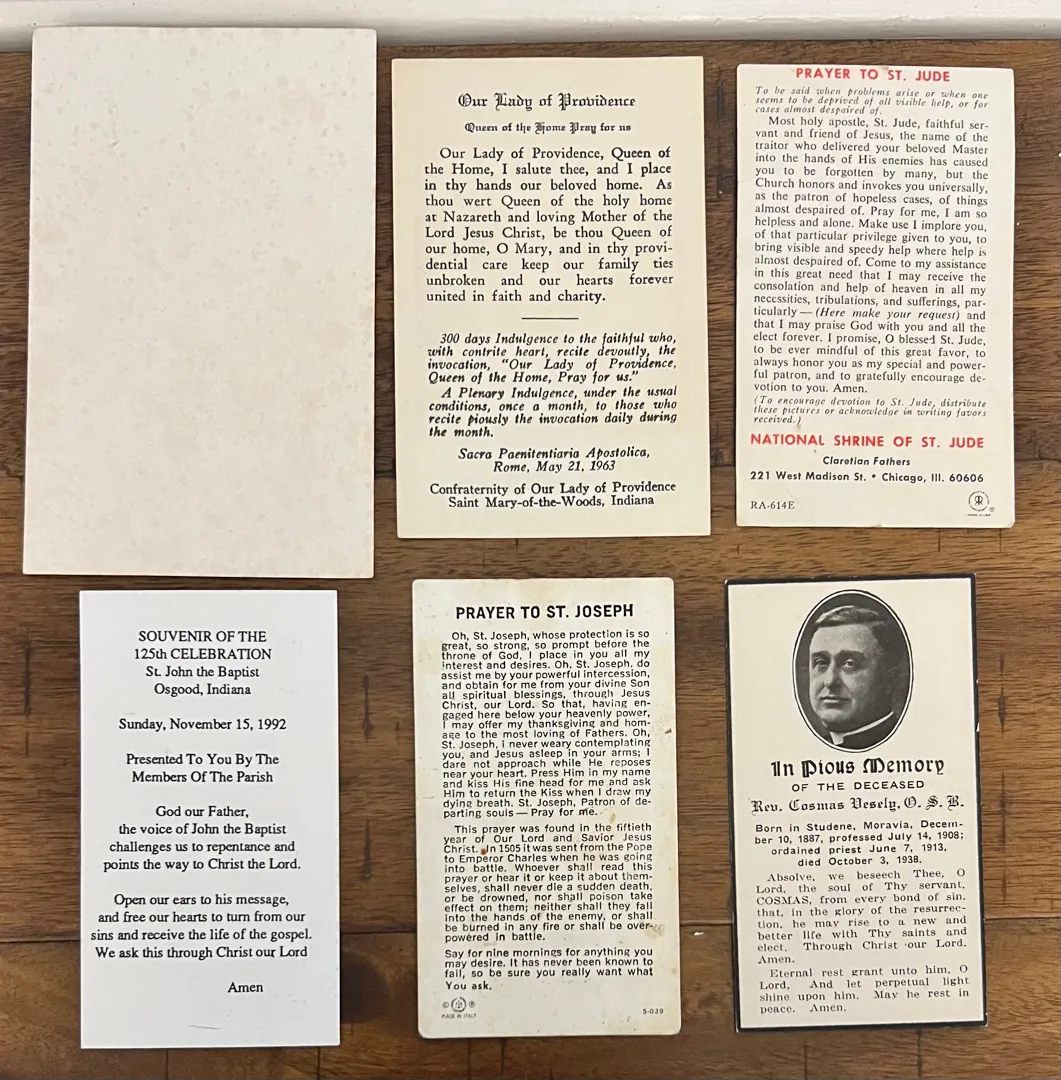 Our Lady of Providence
Queen of the Home Pray for us
Our Lady of Providence, Queen of
the Home, I salute thee, and I place
in thy hands our beloved home. As
thou wert Queen of the holy home
at Nazareth and loving Mother of the
Lord Jesus Christ, be thou Queen of
our home, O Mary, and in thy provi-
dential care keep our family ties
unbroken and our hearts forever
united in faith and charity.
300 days Indulgence to the faithful who,
with contrite heart, recite devoutly, the
invocation, "Our Lady of Providence,
Queen of the Home, Pray for us."
A Plenary Indulgence, under the usual
conditions, once a month, to those who
recite piously the invocation daily during
the month.
Sacra Paenitentiaria Apostolica,
Rome, May 21, 1963
Confraternity of Our Lady of Providence
Saint Mary-of-the-Woods, Indiana
PRAYER TO ST. JUDE
To be said when problems arise or when one
seems to be deprived of all visible help, or for
cases almost despaired of.
Most holy apostle, St. Jude, faithful ser-
vant and friend of Jesus, the name of the
traitor who delivered your beloved Master
into the hands of His enemies has caused
you to be forgotten by many, but the
Church honors and invokes you universally,
as the patron of hopeless cases, of things
almost despaired of. Pray for me, I am so
helpless and alone. Make use I implore you,
of that particular privilege given to you, to
bring visible and speedy help where help is
almost despaired of. Come to my assistance
in this great need that I may receive the
consolation and help of heaven in all my
necessities, tribulations, and sufferings, par-
ticularly — (Here make your request) and
that I may praise God with you and all the
elect forever. I promise, O blessed St. Jude,
to be ever mindful of this great favor, to
always honor you as my special and power-
ful patron, and to gratefully encourage de-
votion to you. Amen.
(To encourage devotion to St. Jude, distribute
these pictures or acknowledge in writing favors
received.)
NATIONAL SHRINE OF ST. JUDE
Claretian Fathers
221 West Madison St. • Chicago, Ill. 60606
RA-614E
SOUVENIR OF THE
125th CELEBRATION
St. John the Baptist
Osgood, Indiana
Sunday, November 15, 1992
Presented To You By The
Members Of The Parish
God our Father,
the voice of John the Baptist
challenges us to repentance and
points the way to Christ the Lord.
Open our ears to his message,
and free our hearts to turn from our
sins and receive the life of the gospel.
We ask this through Christ our Lord
Amen
PRAYER TO ST. JOSEPH
Oh, St. Joseph, whose protection is so
great, so strong, so prompt before the
throne of God, I place in you all my
interest and desires. Oh, St. Joseph, do
assist me by your powerful intercession,
and obtain for me from your divine Son
all spiritual blessings, through Jesus
Christ, our Lord. So that, having en-
gaged here below your heavenly power,
I may offer my thanksgiving and hom-
age to the most loving of Fathers. Oh,
St. Joseph, I never weary contemplating
you, and Jesus asleep in your arms; I
dare not approach while He reposes
near your heart. Press Him in my name
and kiss His fine head for me and ask
Him to return the Kiss when I draw my
dying breath. St. Joseph, Patron of de-
parting souls — Pray for me.
This prayer was found in the fiftieth
year of Our Lord and Savior Jesus
Christ. In 1505 it was sent from the Pope
to Emperor Charles when he was going
into battle. Whoever shall read this
prayer or hear it or keep it about them-
selves, shall never die a sudden death,
or be drowned, nor shall poison take
effect on them; neither shall they fall
into the hands of the enemy, or shall
be burned in any fire or shall be over-
powered in battle.
Say for nine mornings for anything you
may desire. It has never been known to
fail, so be sure you really want what
You ask.
© ®
MADE IN ITALY
5-039
In Pious Memory
OF THE DECEASED
Rev. Cosmas Vesely, O. S. B.
Born in Studene, Moravia, Decem-
ber 10, 1887, professed July 14, 1908;
ordained priest June 7, 1913,
died October 3, 1938.
Absolve, we beseech Thee, O
Lord, the soul of Thy servant,
COSMAS, from every bond of sin,
that, in the glory of the resurrec-
tion, he may rise to a new and
better life with Thy saints and
elect. Through Christ our Lord.
Amen.
Eternal rest grant unto him, O
Lord, And let perpetual light
shine upon him. May he rest in
peace. Amen.